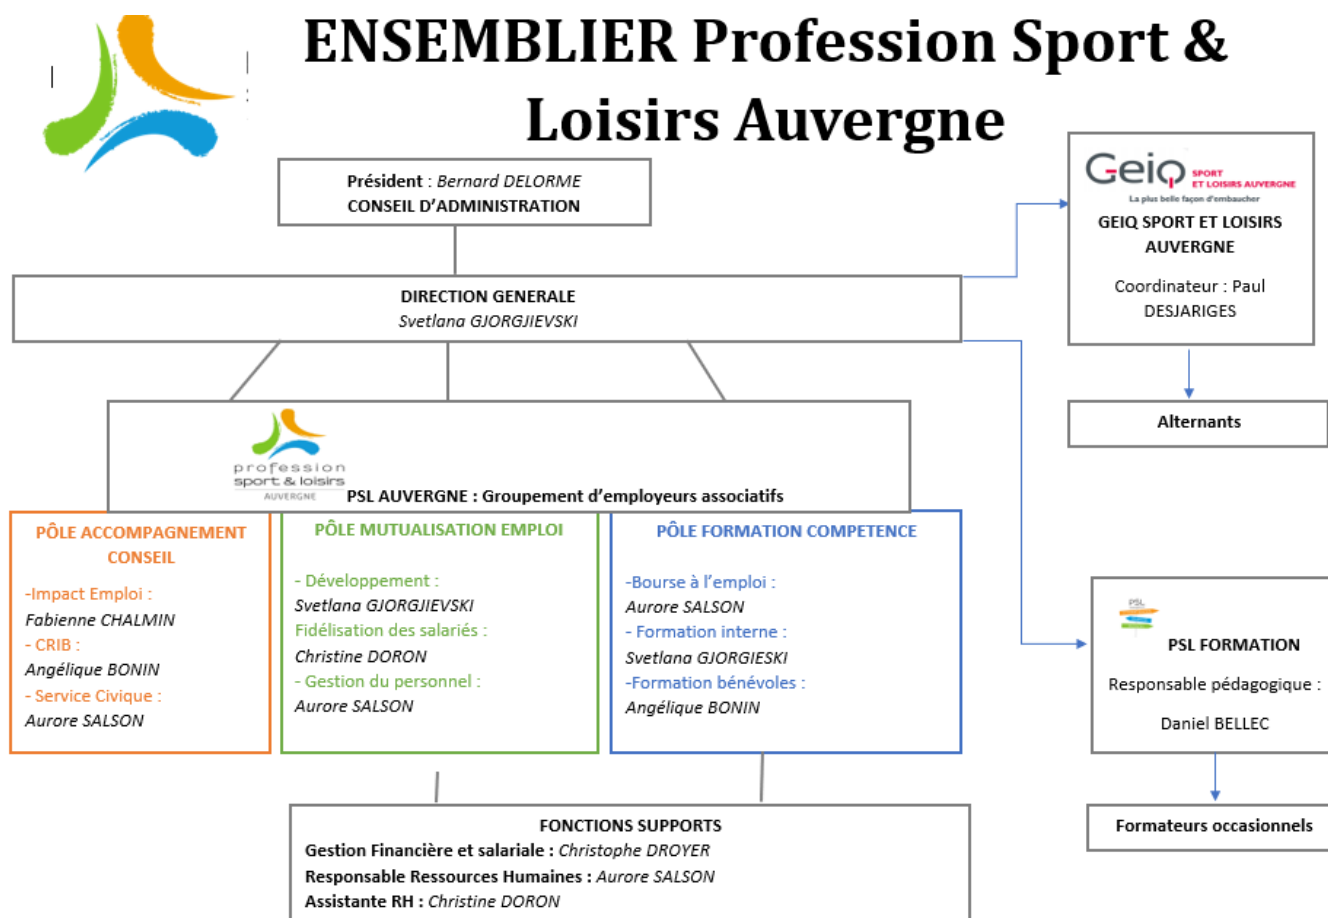 ENSEMBLIER Profession Sport &
Loisirs Auvergne
Président : Bernard DELORME
CONSEIL D'ADMINISTRATION
DIRECTION GENERALE
Svetlana GJORGJIEVSKI
Geiq SPORT
ET LOISIRS AUVERGNE
La plus belle façon d'embaucher
GEIQ SPORT ET LOISIRS
AUVERGNE
Coordinateur : Paul
DESJARIGES
Alternants
profession
sport & loisirs
AUVERGNE
PSL AUVERGNE : Groupement d'employeurs associatifs
PÔLE ACCOMPAGNEMENT
CONSEIL
-Impact Emploi :
Fabienne CHALMIN
- CRIB :
Angélique BONIN
- Service Civique :
Aurore SALSON
PÔLE MUTUALISATION EMPLOI
- Développement :
Svetlana GJORGJIEVSKI
Fidélisation des salariés :
Christine DORON
- Gestion du personnel :
Aurore SALSON
PÔLE FORMATION COMPETENCE
-Bourse à l'emploi :
Aurore SALSON
- Formation interne :
Svetlana GJORGIESKI
-Formation bénévoles :
Angélique BONIN
PSL
PSL FORMATION
Responsable pédagogique :
Daniel BELLEC
Formateurs occasionnels
FONCTIONS SUPPORTS
Gestion Financière et salariale : Christophe DROYER
Responsable Ressources Humaines : Aurore SALSON
Assistante RH : Christine DORON